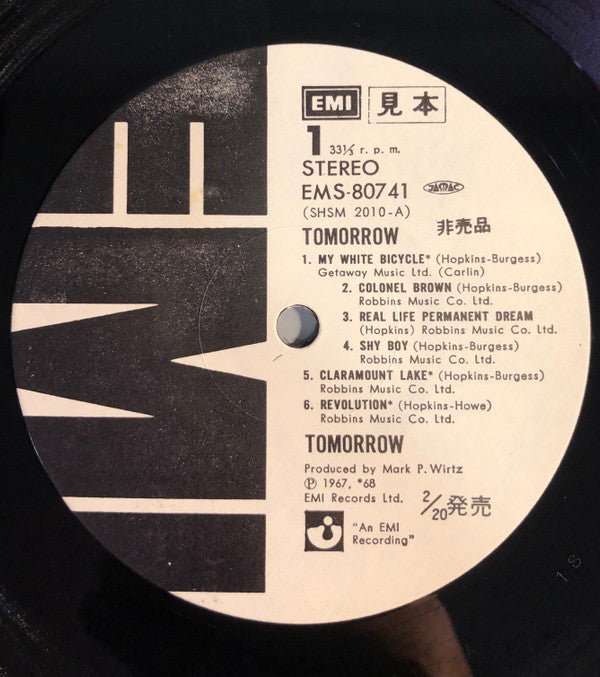 EMI
EMI 見本
1 33⅓ r. p. m.
STEREO
EMS-80741 JASRAC
(SHSM 2010-A)
TOMORROW 非売品
1. MY WHITE BICYCLE* (Hopkins-Burgess)
Getaway Music Ltd. (Carlin)
2. COLONEL BROWN (Hopkins-Burgess)
Robbins Music Co. Ltd.
3. REAL LIFE PERMANENT DREAM
(Hopkins) Robbins Music Co. Ltd.
4. SHY BOY (Hopkins-Burgess)
Robbins Music Co. Ltd.
5. CLARAMOUNT LAKE* (Hopkins-Burgess)
Robbins Music Co. Ltd.
6. REVOLUTION* (Hopkins-Howe)
Robbins Music Co. Ltd.
TOMORROW
Produced by Mark P. Wirtz
Ⓟ 1967, *68
EMI Records Ltd. 2/20発売
"An EMI
Recording"
1S